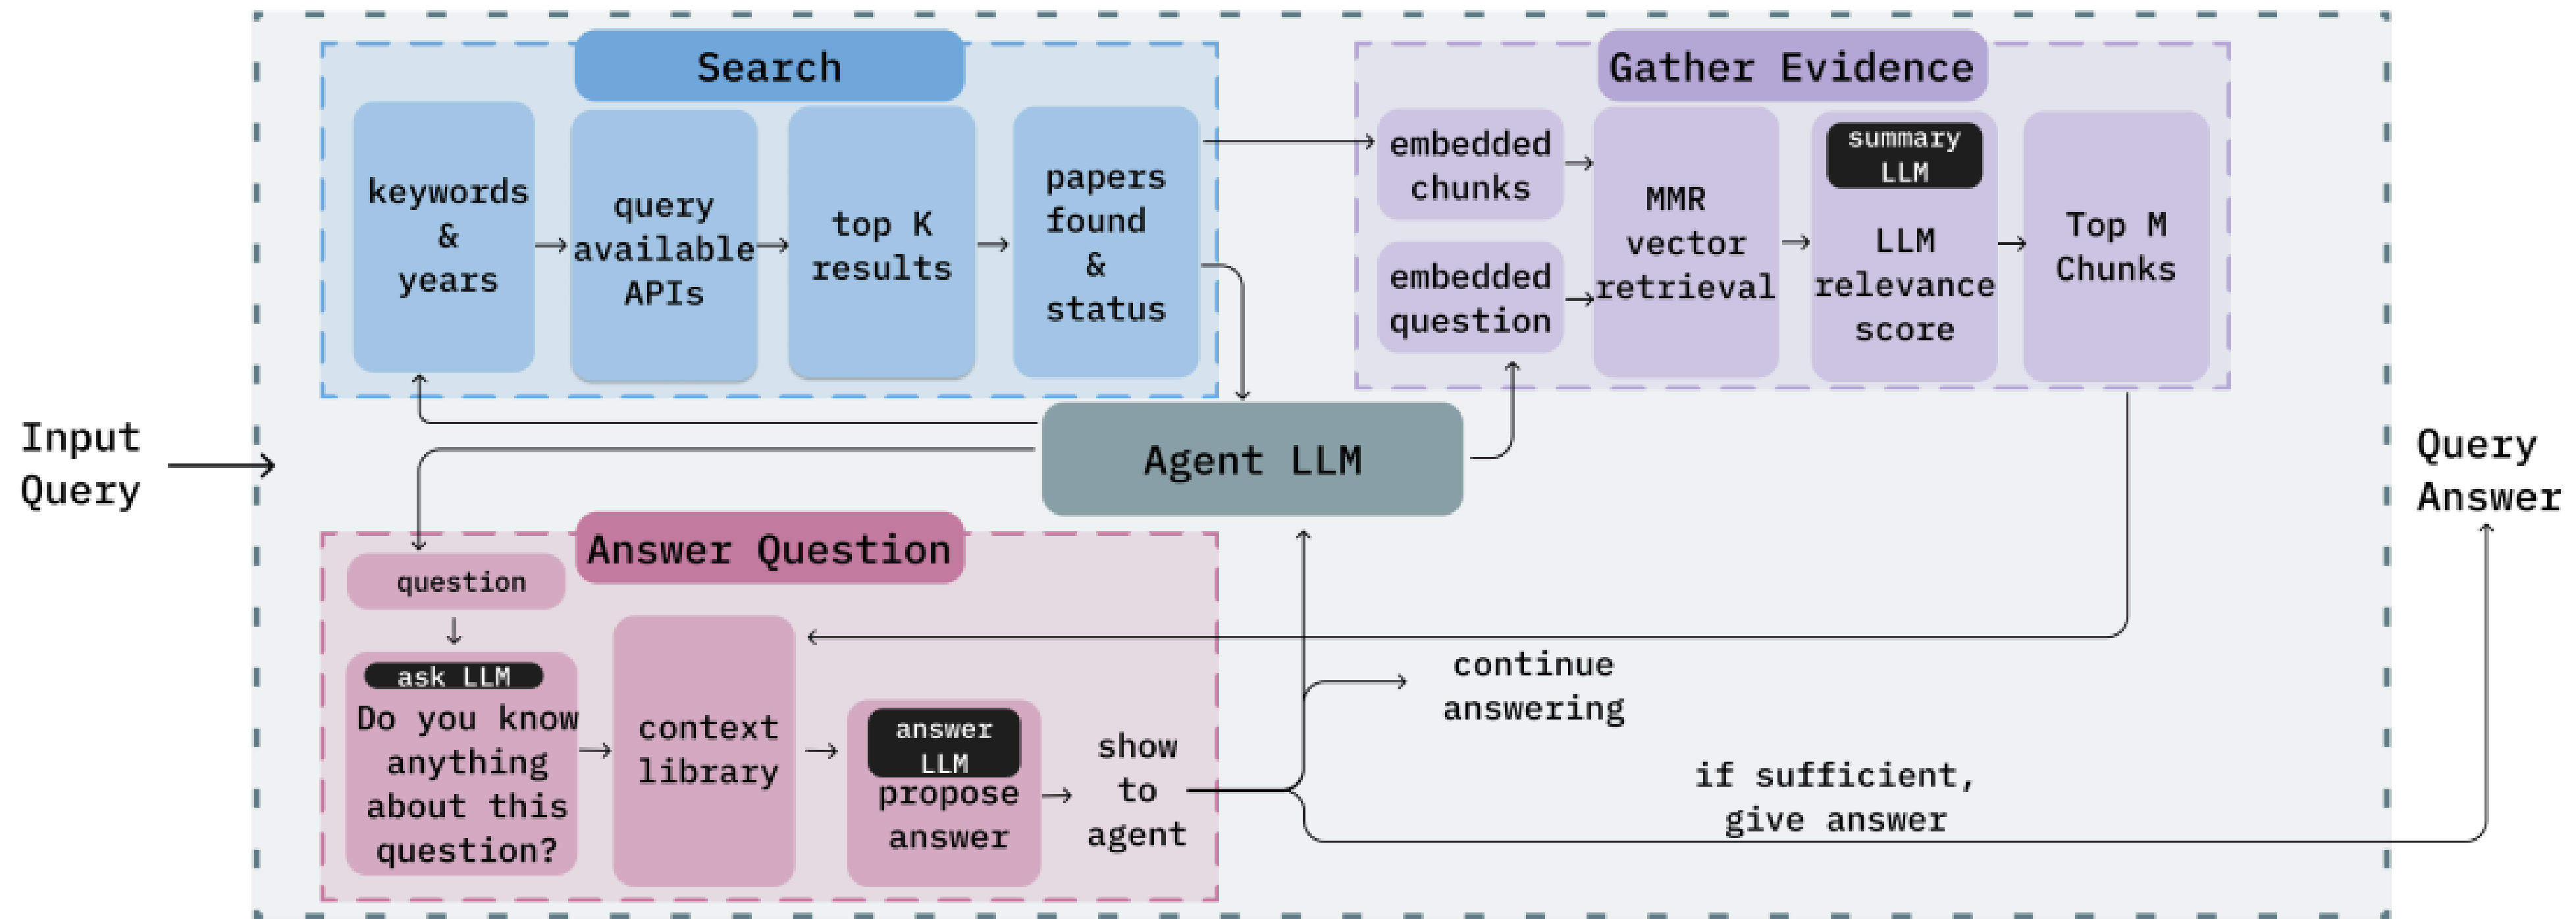 Input
Query
Search
keywords
&
years
query
available
APIs
top K
results
papers
found
&
status
Gather Evidence
embedded
chunks
embedded
question
MMR
vector
retrieval
summary
LLM
LLM
relevance
score
Top M
Chunks
Agent LLM
Answer Question
question
ask LLM
Do you know
anything
about this
question?
context
library
answer
LLM
propose
answer
show
to
agent
continue
answering
if sufficient,
give answer
Query
Answer